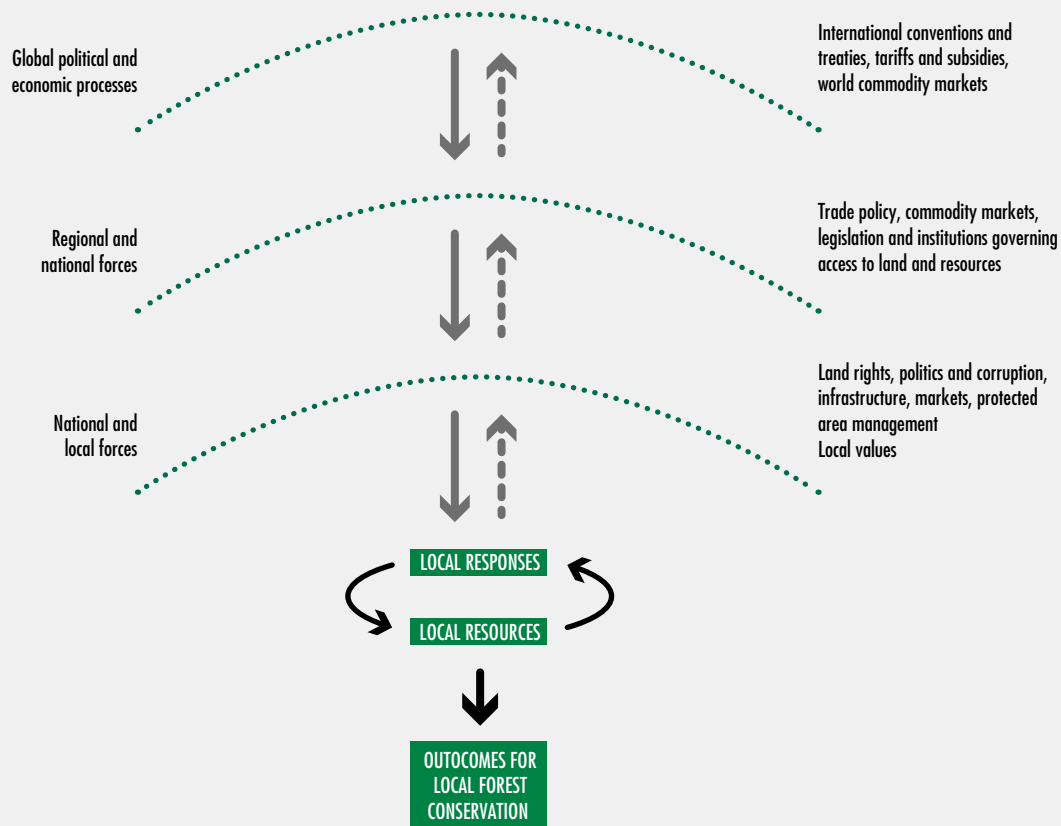 Global political and
economic processes
International conventions and
treaties, tariffs and subsidies,
world commodity markets
Regional and
national forces
Trade policy, commodity markets,
legislation and institutions governing
access to land and resources
National and
local forces
Land rights, politics and corruption,
infrastructure, markets, protected
area management
Local values
LOCAL RESPONSES
LOCAL RESOURCES
OUTOCOMES FOR
LOCAL FOREST
CONSERVATION